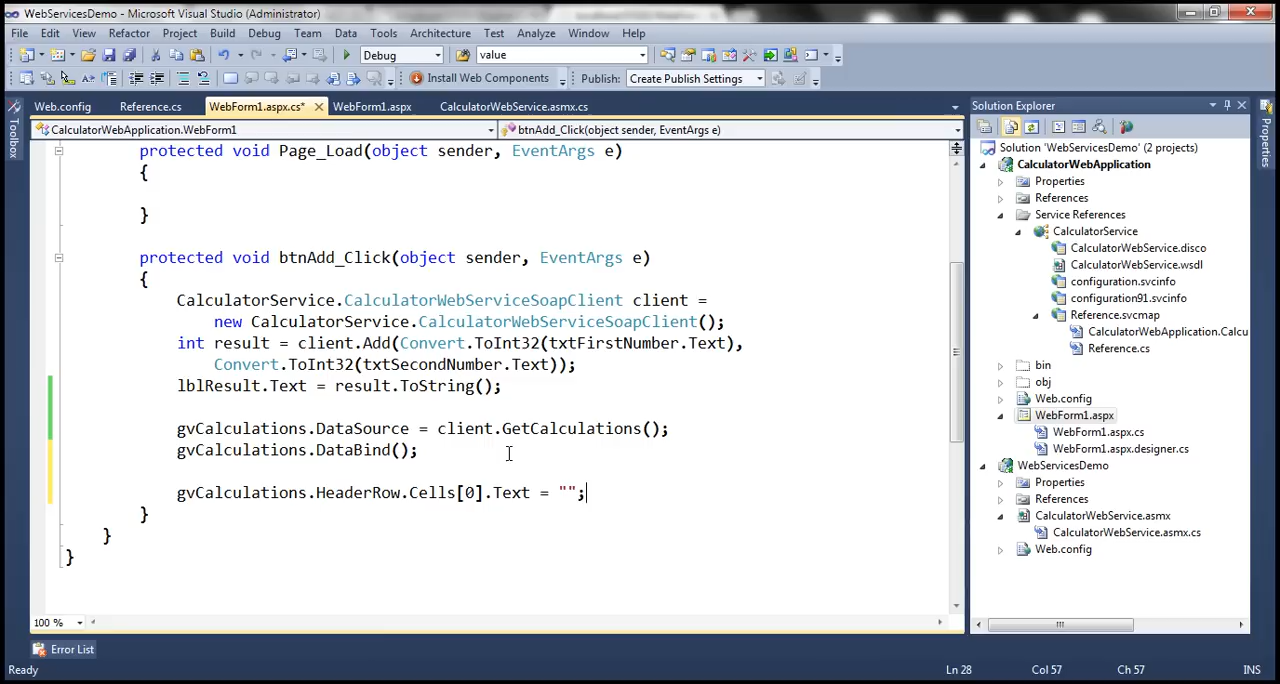 WebServicesDemo - Microsoft Visual Studio (Administrator)
File Edit View Refactor Project Build Debug Team Data Tools Architecture Test Analyze Window Help
Debug value
Install Web Components Publish: Create Publish Settings
Web.config Reference.cs WebForm1.aspx.cs* WebForm1.aspx CalculatorWebService.asmx.cs
CalculatorWebApplication.WebForm1 btnAdd_Click(object sender, EventArgs e)
Toolbox
protected void Page_Load(object sender, EventArgs e)
{
}
protected void btnAdd_Click(object sender, EventArgs e)
{
CalculatorService.CalculatorWebServiceSoapClient client =
new CalculatorService.CalculatorWebServiceSoapClient();
int result = client.Add(Convert.ToInt32(txtFirstNumber.Text),
Convert.ToInt32(txtSecondNumber.Text));
lblResult.Text = result.ToString();
gvCalculations.DataSource = client.GetCalculations();
gvCalculations.DataBind();
gvCalculations.HeaderRow.Cells[0].Text = "";
}
}
}
100 %
Solution Explorer
Solution 'WebServicesDemo' (2 projects)
CalculatorWebApplication
Properties
References
Service References
CalculatorService
CalculatorWebService.disco
CalculatorWebService.wsdl
configuration.svcinfo
configuration91.svcinfo
Reference.svcmap
CalculatorWebApplication.Calcu
Reference.cs
bin
obj
Web.config
WebForm1.aspx
WebForm1.aspx.cs
WebForm1.aspx.designer.cs
WebServicesDemo
Properties
References
CalculatorWebService.asmx
CalculatorWebService.asmx.cs
Web.config
Properties
Error List
Ready Ln 28 Col 57 Ch 57 INS